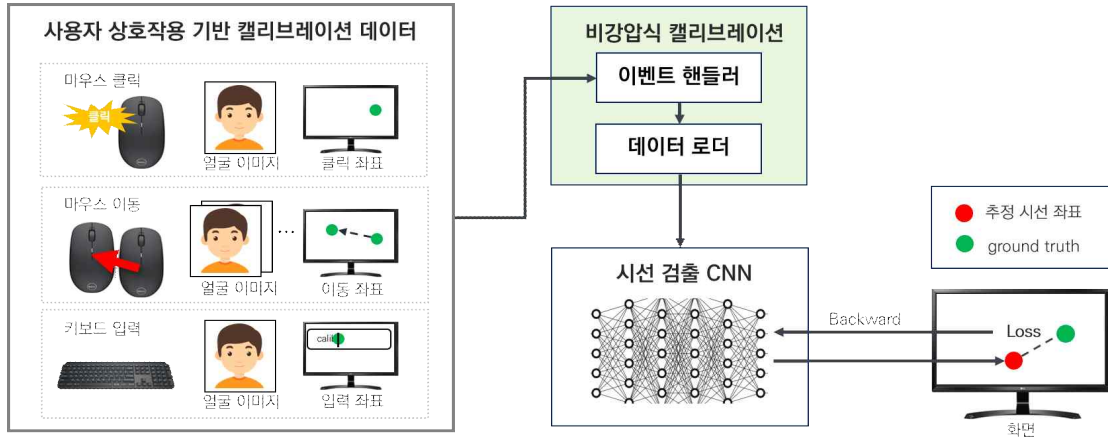 사용자 상호작용 기반 캘리브레이션 데이터
마우스 클릭
클릭
얼굴 이미지
클릭 좌표
마우스 이동
...
얼굴 이미지
이동 좌표
키보드 입력
cali
얼굴 이미지
입력 좌표
비강압식 캘리브레이션
이벤트 핸들러
데이터 로더
시선 검출 CNN
Backward
추정 시선 좌표
ground truth
Loss
화면